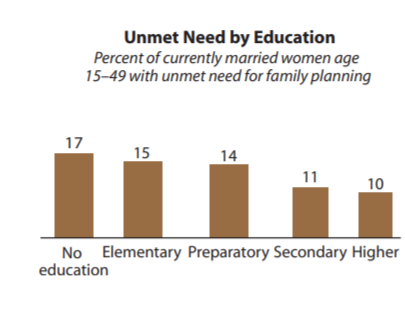 Unmet Need by Education
Percent of currently married women age
15–49 with unmet need for family planning
17
15
14
11
10
No education
Elementary
Preparatory
Secondary
Higher